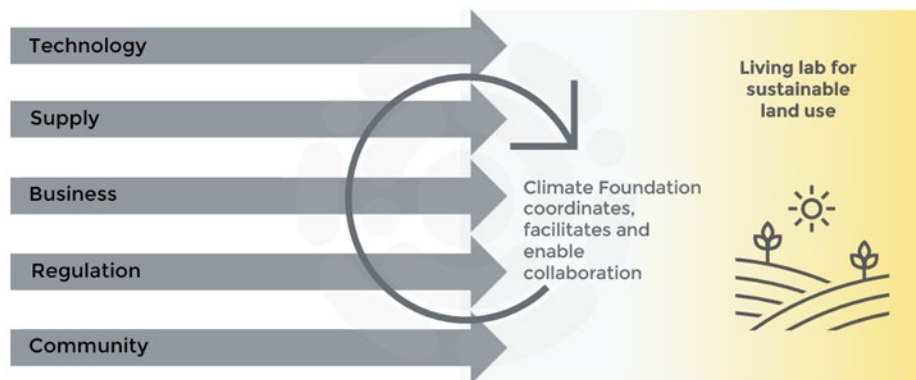 Technology
Supply
Business
Regulation
Community
Climate Foundation
coordinates,
facilitates and
enable
collaboration
Living lab for
sustainable
land use